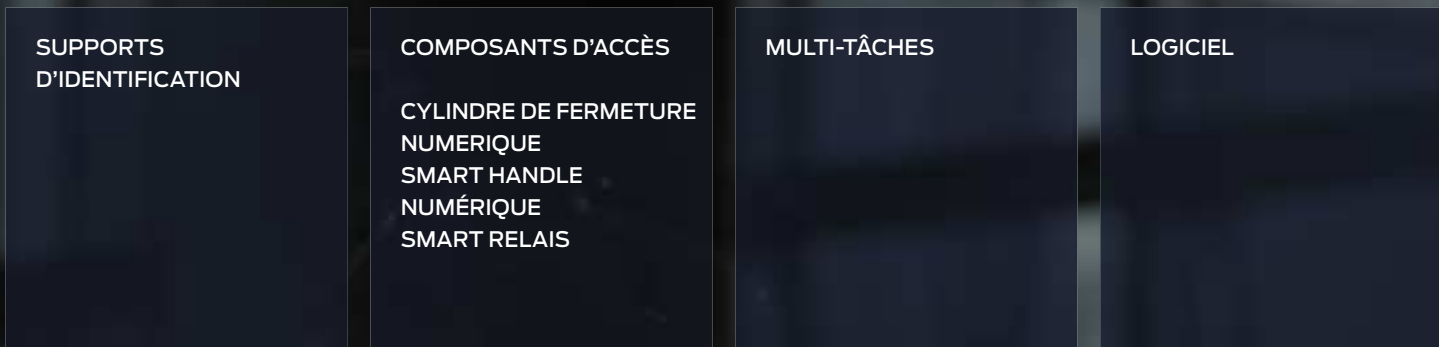 SUPPORTS
D'IDENTIFICATION
COMPOSANTS D'ACCÈS
CYLINDRE DE FERMETURE
NUMERIQUE
SMART HANDLE
NUMÉRIQUE
SMART RELAIS
MULTI-TÂCHES
LOGICIEL